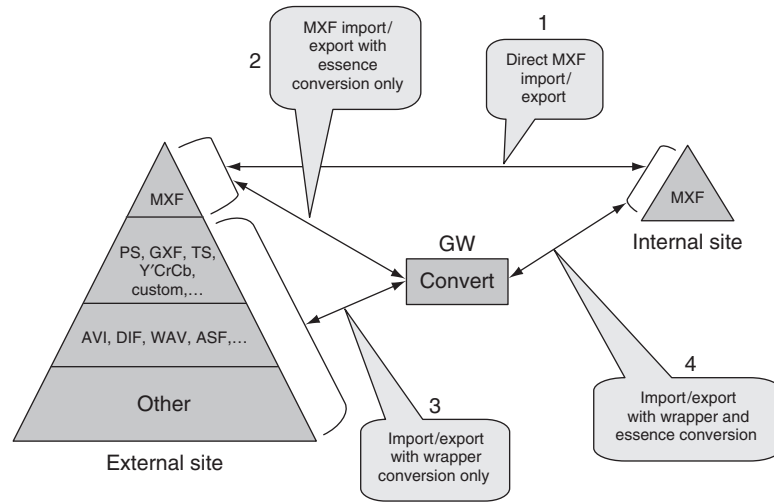 1
Direct MXF
import/
export
2
MXF import/
export with
essence
conversion only
MXF
PS, GXF, TS,
Y′CrCb,
custom,...
AVI, DIF, WAV, ASF,...
Other
External site
GW
Convert
MXF
Internal site
3
Import/export
with wrapper
conversion only
4
Import/export
with wrapper and
essence conversion